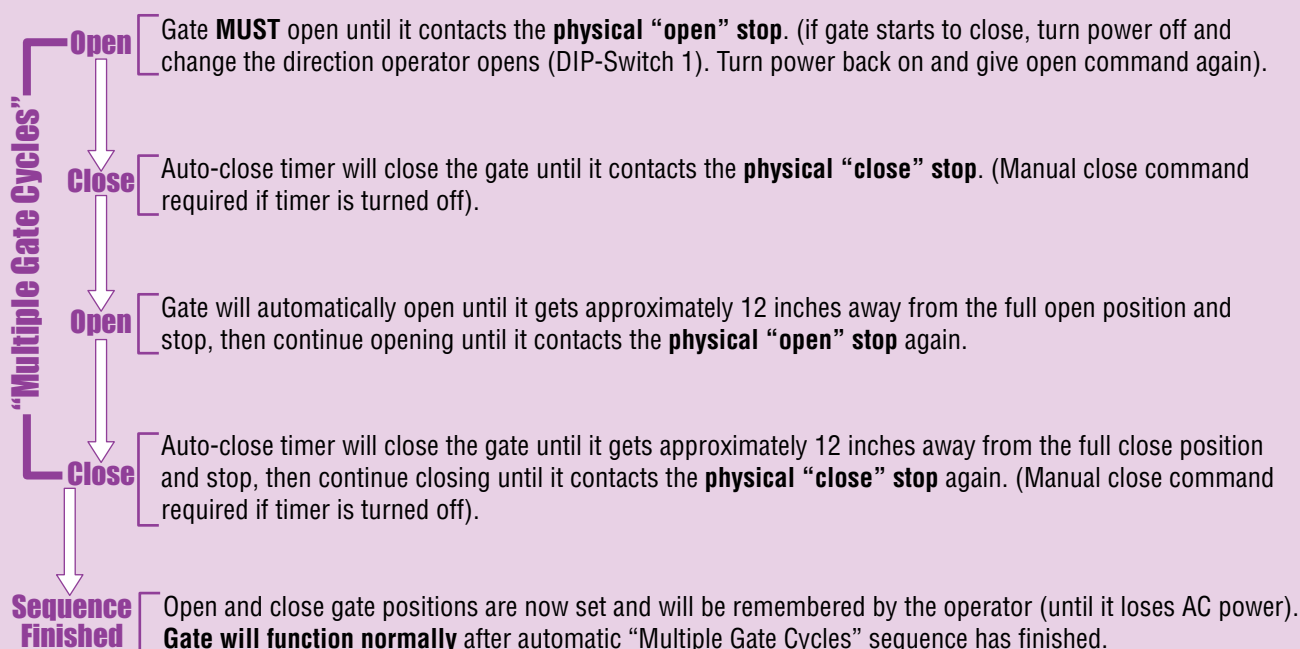 "Multiple Gate Cycles"
Open
Gate MUST open until it contacts the physical "open" stop. (if gate starts to close, turn power off and
change the direction operator opens (DIP-Switch 1). Turn power back on and give open command again).
Close
Auto-close timer will close the gate until it contacts the physical "close" stop. (Manual close command
required if timer is turned off).
Open
Gate will automatically open until it gets approximately 12 inches away from the full open position and
stop, then continue opening until it contacts the physical "open" stop again.
Close
Auto-close timer will close the gate until it gets approximately 12 inches away from the full close position
and stop, then continue closing until it contacts the physical "close" stop again. (Manual close command
required if timer is turned off).
Sequence
Finished
Open and close gate positions are now set and will be remembered by the operator (until it loses AC power).
Gate will function normally after automatic "Multiple Gate Cycles" sequence has finished.